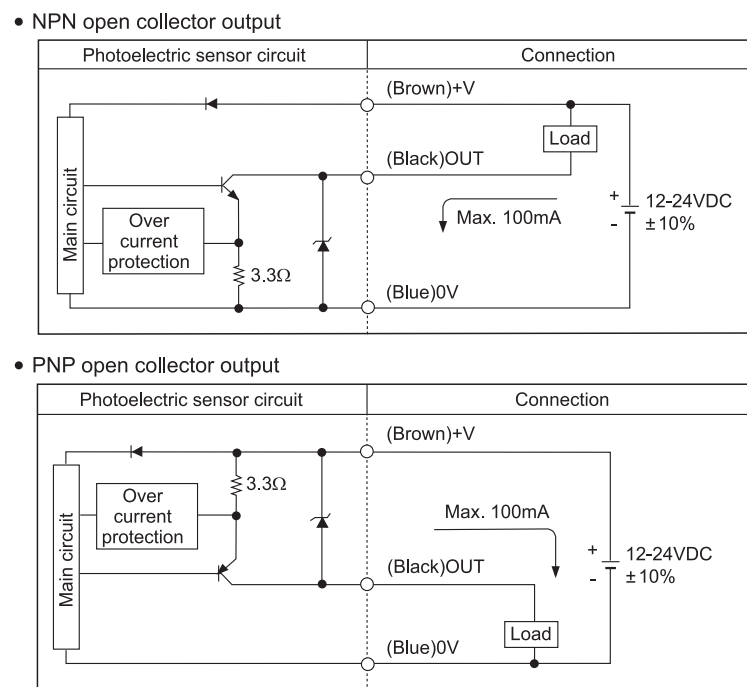 • NPN open collector output
Photoelectric sensor circuit
Connection
(Brown)+V
Load
(Black)OUT
Main circuit
Over
current
protection
3.3Ω
Max. 100mA
+
-
12-24VDC
±10%
(Blue)0V
• PNP open collector output
Photoelectric sensor circuit
Connection
(Brown)+V
3.3Ω
Main circuit
Over
current
protection
Max. 100mA
+
-
12-24VDC
±10%
(Black)OUT
Load
(Blue)0V